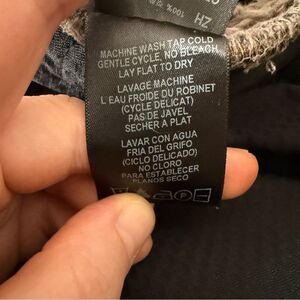 100%
HZ
MACHINE WASH TAP COLD
GENTLE CYCLE, NO BLEACH
LAY FLAT TO DRY
LAVAGE MACHINE
L EAU FROIDE DU ROBINET
(CYCLE DELICAT)
PAS DE JAVEL
SECHER A PLAT
LAVAR CON AGUA
FRIA DEL GRIFO
(CICLO DELICADO)
NO CLORO
PARA ESTABLECER
PLANOS SECO